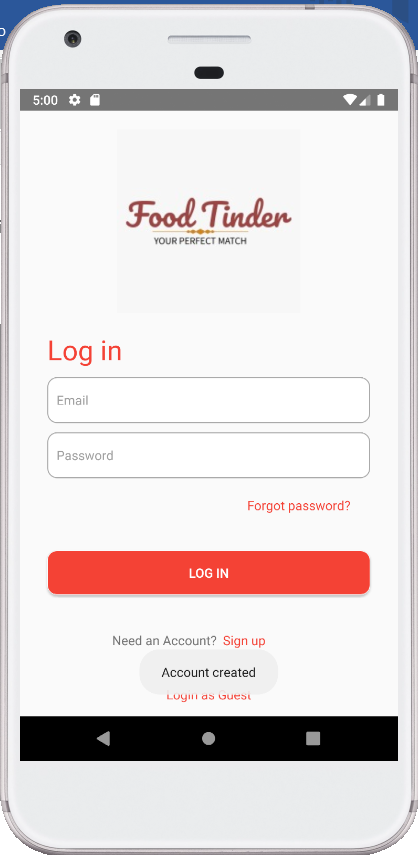 5:00
Food Tinder
YOUR PERFECT MATCH
Log in
Email
Password
Forgot password?
LOG IN
Need an Account? Sign up
Account created
Login as Guest